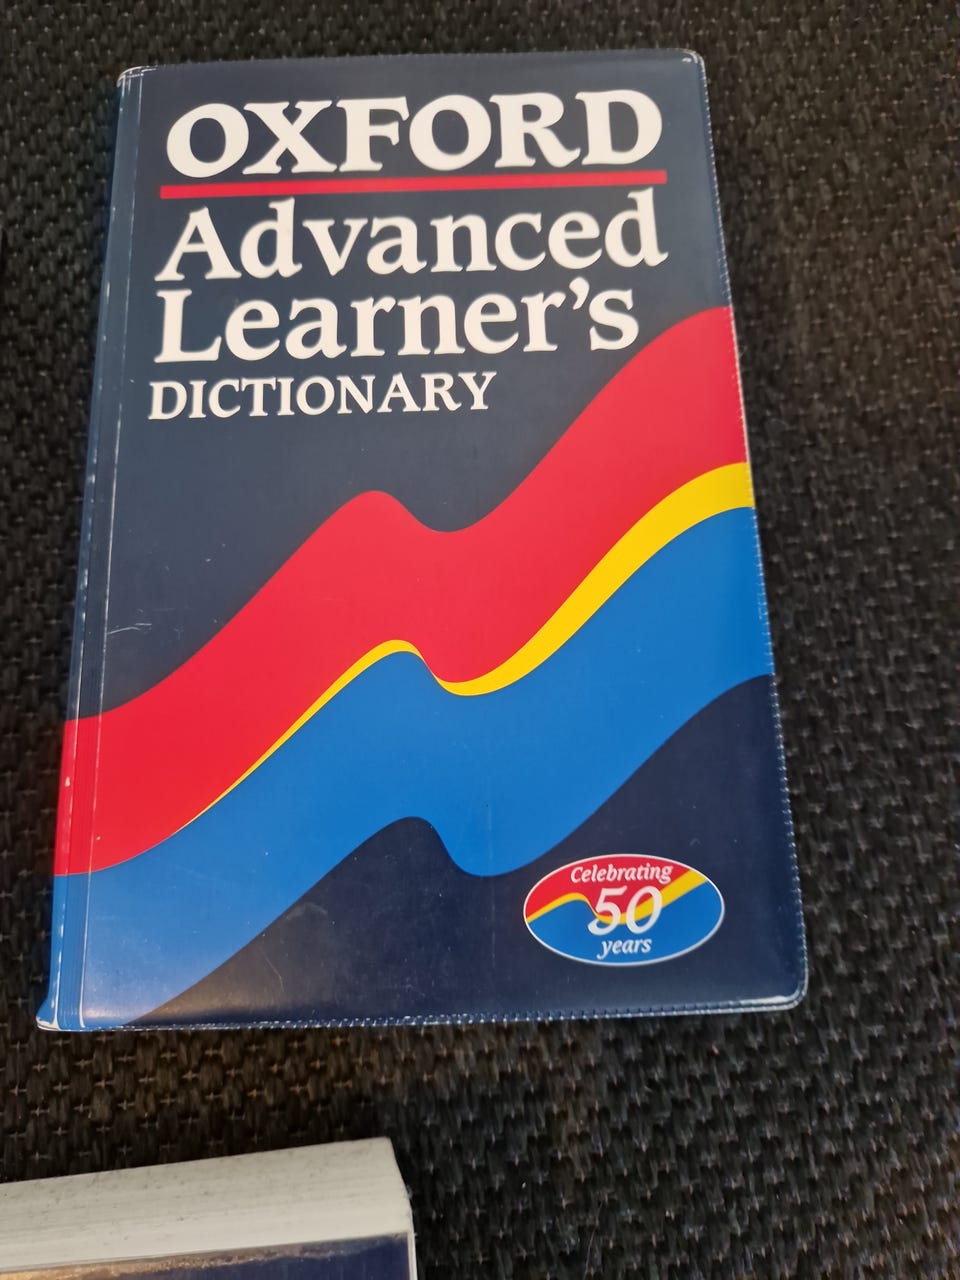 OXFORD
Advanced
Learner's
DICTIONARY
Celebrating
50
years